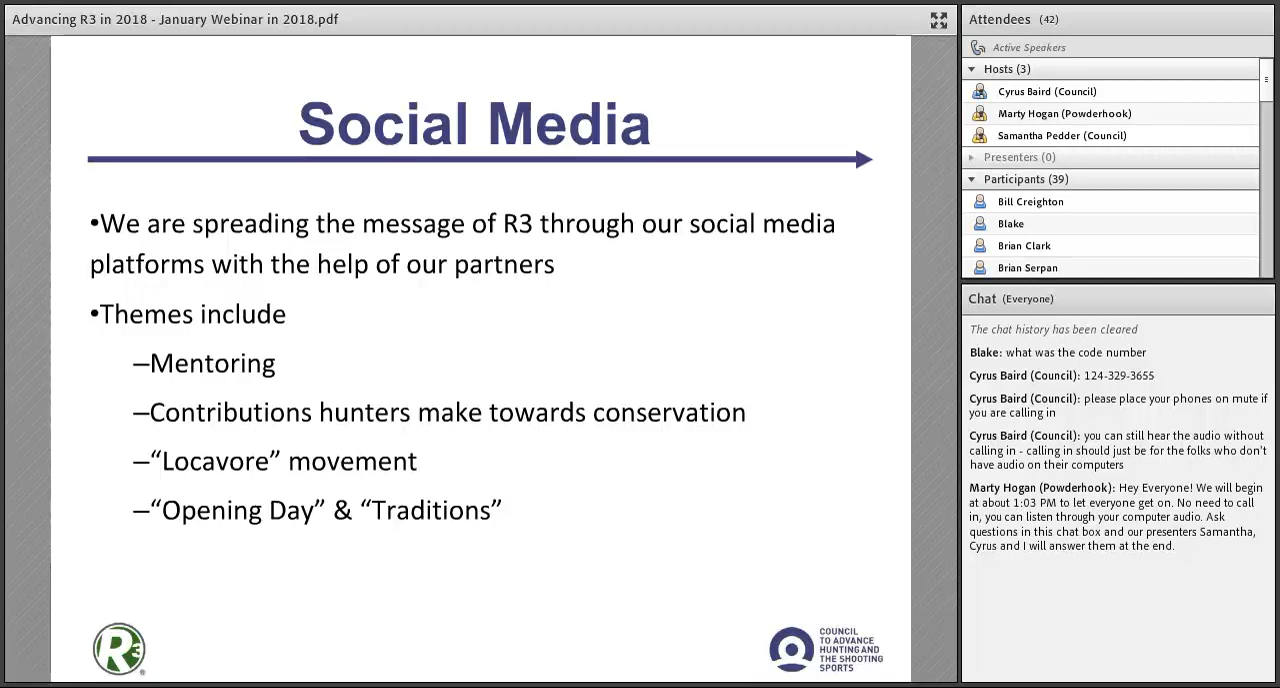 Advancing R3 in 2018 - January Webinar in 2018.pdf
Social Media
•We are spreading the message of R3 through our social media
platforms with the help of our partners
•Themes include
–Mentoring
–Contributions hunters make towards conservation
–“Locavore” movement
–“Opening Day” & “Traditions”
R3
®
COUNCIL
TO ADVANCE
HUNTING AND
THE SHOOTING
SPORTS
Attendees (42)
Active Speakers
Hosts (3)
Cyrus Baird (Council)
Marty Hogan (Powderhook)
Samantha Pedder (Council)
Presenters (0)
Participants (39)
Bill Creighton
Blake
Brian Clark
Brian Serpan
Chat (Everyone)
The chat history has been cleared
Blake: what was the code number
Cyrus Baird (Council): 124-329-3655
Cyrus Baird (Council): please place your phones on mute if
you are calling in
Cyrus Baird (Council): you can still hear the audio without
calling in - calling in should just be for the folks who don't
have audio on their computers
Marty Hogan (Powderhook): Hey Everyone! We will begin
at about 1:03 PM to let everyone get on. No need to call
in, you can listen through your computer audio. Ask
questions in this chat box and our presenters Samantha,
Cyrus and I will answer them at the end.